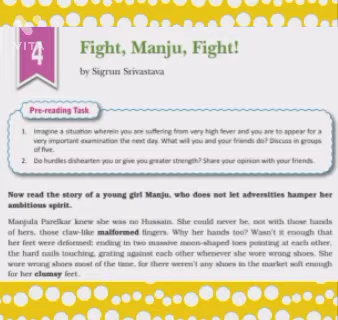 VITA
4
Fight, Manju, Fight!
by Sigrun Srivastava
Pre-reading Task
1. Imagine a situation wherein you are suffering from very high fever and you are to appear for a
very important examination the next day. What will you and your friends do? Discuss in groups
of five.
2. Do hurdles dishearten you or give you greater strength? Share your opinion with your friends.
Now read the story of a young girl Manju, who does not let adversities hamper her
ambitious spirit.
Manjula Parelkar knew she was no Hussain. She could never be, not with those hands
of hers, those claw-like malformed fingers. Why her hands too? Wasn't it enough that
her feet were deformed: ending in two massive moon-shaped toes pointing at each other,
the hard nails touching, grating against each other whenever she wore wrong shoes. She
wore wrong shoes most of the time, for there weren't any shoes in the market soft enough
for her clumsy feet.